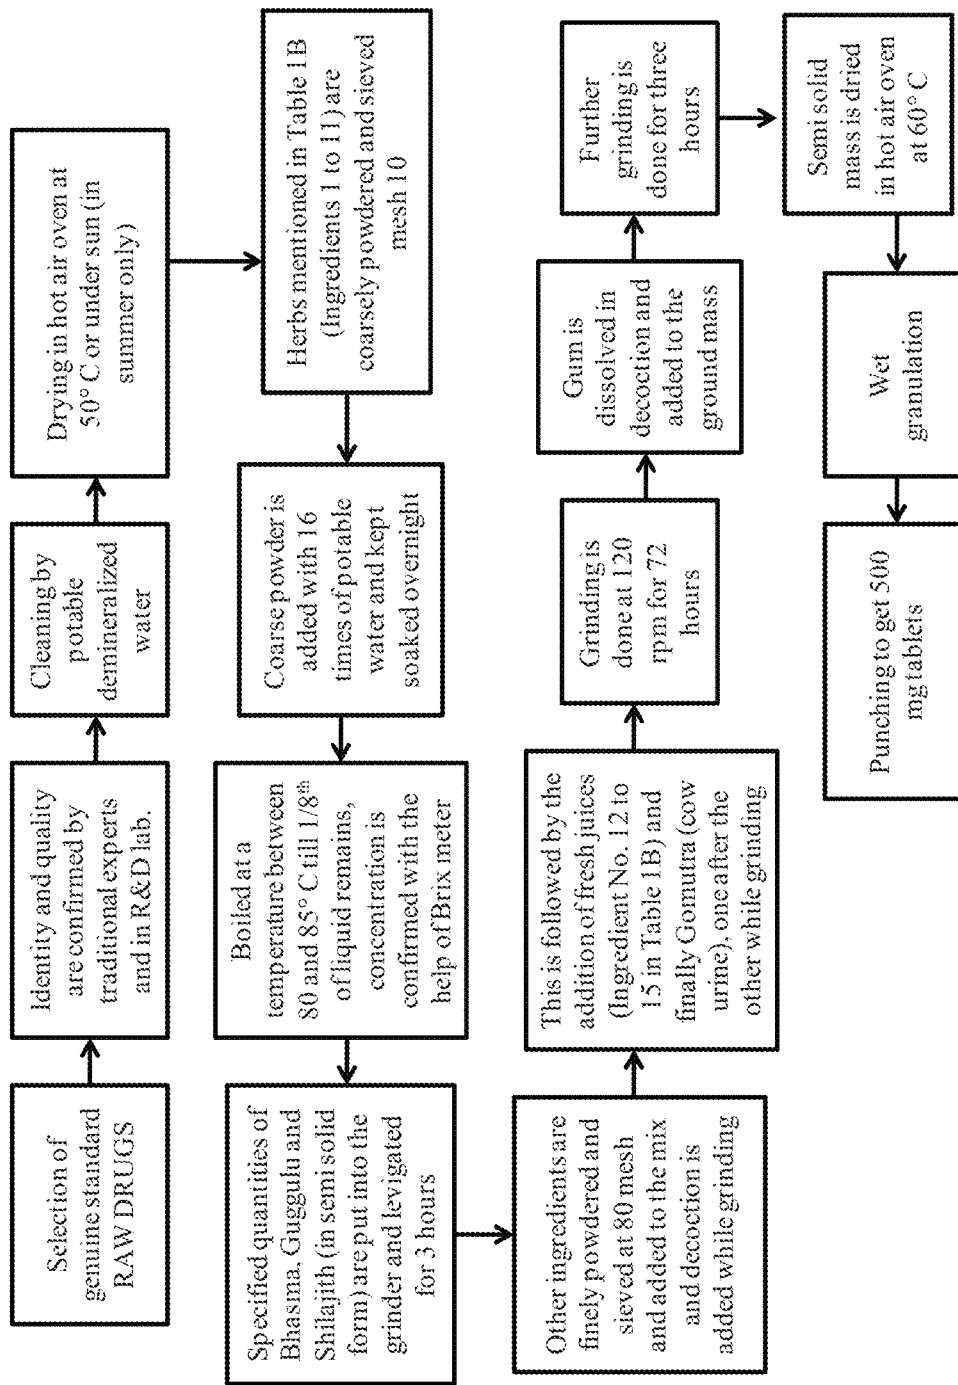 Selection of
genuine standard
RAW DRUGS
Identity and quality
are confirmed by
traditional experts
and in R&D lab.
Cleaning by
potable
demineralized
water
Drying in hot air oven at
50° C or under sun (in
summer only)
Herbs mentioned in Table 1B
(Ingredients 1 to 11) are
coarsely powdered and sieved
mesh 10
Coarse powder is
added with 16
times of potable
water and kept
soaked overnight
Boiled at a
temperature between
80 and 85° C till 1/8th
of liquid remains,
concentration is
confirmed with the
help of Brix meter
Specified quantities of
Bhasma, Guggulu and
Shilajith (in semi solid
form) are put into the
grinder and levigated
for 3 hours
Other ingredients are
finely powdered and
sieved at 80 mesh
and added to the mix
and decoction is
added while grinding
This is followed by the
addition of fresh juices
(Ingredient No. 12 to
15 in Table 1B) and
finally Gomutra (cow
urine), one after the
other while grinding
Grinding is
done at 120
rpm for 72
hours
Gum is
dissolved in
decoction and
added to the
ground mass
Further
grinding is
done for three
hours
Semi solid
mass is dried
in hot air oven
at 60° C
Wet
granulation
Punching to get 500
mg tablets